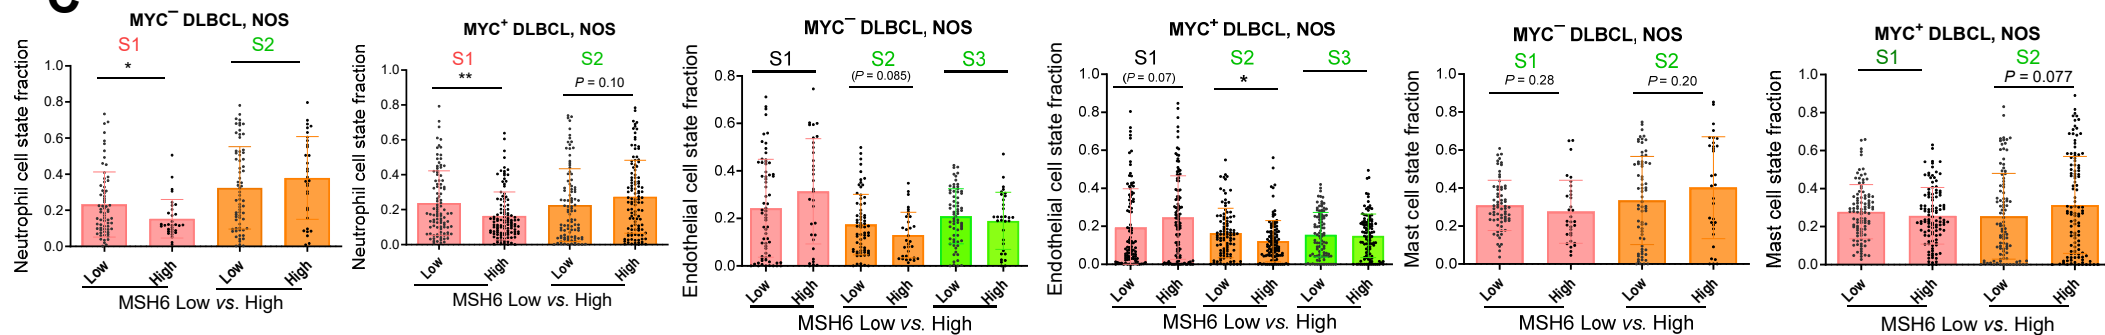 C
MYC⁻ DLBCL, NOS
S1 S2
*
Neutrophil cell state fraction
1.0
0.8
0.6
0.4
0.2
0.0
Low High Low High
MSH6 Low vs. High
MYC⁺ DLBCL, NOS
S1 S2
** P = 0.10
Neutrophil cell state fraction
1.0
0.8
0.6
0.4
0.2
0.0
Low High Low High
MSH6 Low vs. High
MYC⁻ DLBCL, NOS
S1 S2 S3
(P = 0.085)
Endothelial cell state fraction
0.8
0.6
0.4
0.2
0.0
Low High Low High Low High
MSH6 Low vs. High
MYC⁺ DLBCL, NOS
S1 S2 S3
(P = 0.07) *
Endothelial cell state fraction
1.0
0.8
0.6
0.4
0.2
0.0
Low High Low High Low High
MSH6 Low vs. High
MYC⁻ DLBCL, NOS
S1 S2
P = 0.28 P = 0.20
Mast cell state fraction
1.0
0.8
0.6
0.4
0.2
0.0
Low High Low High
MSH6 Low vs. High
MYC⁺ DLBCL, NOS
S1 S2
P = 0.077
Mast cell state fraction
1.0
0.8
0.6
0.4
0.2
0.0
Low High Low High
MSH6 Low vs. High